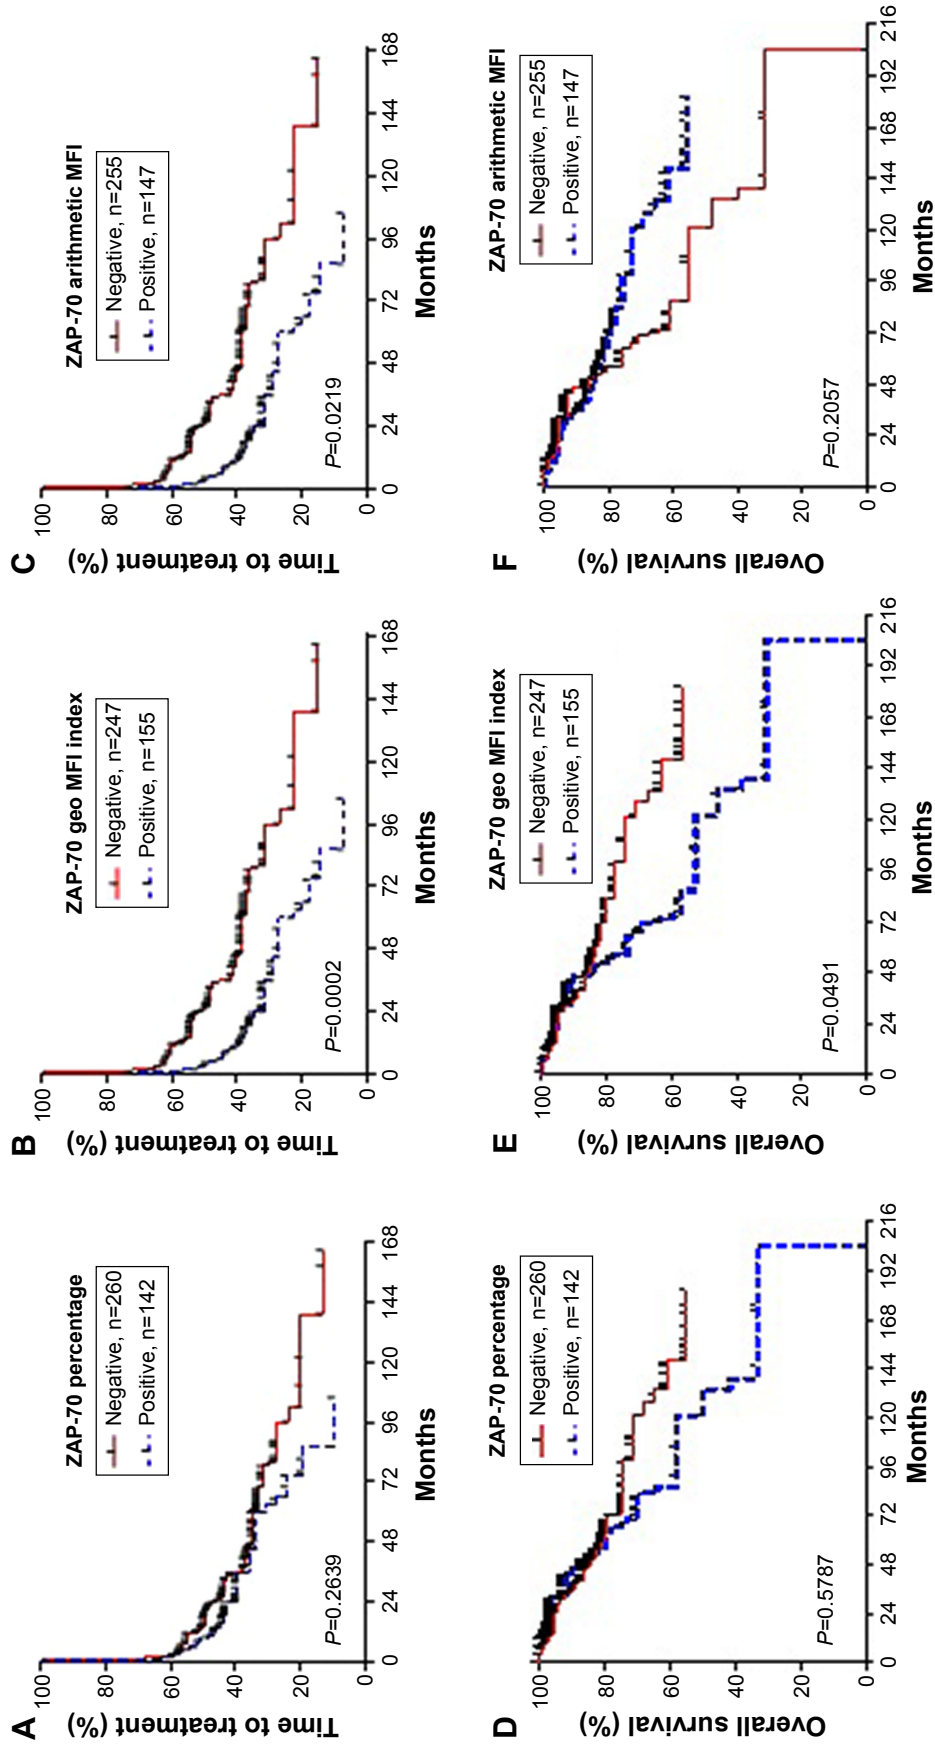 A
ZAP-70 percentage
Negative, n=260
Positive, n=142
P=0.2639
Time to treatment (%)
100
80
60
40
20
0
0 24 48 72 96 120 144 168
Months
B
ZAP-70 geo MFI index
Negative, n=247
Positive, n=155
P=0.0002
Time to treatment (%)
100
80
60
40
20
0
0 24 48 72 96 120 144 168
Months
C
ZAP-70 arithmetic MFI
Negative, n=255
Positive, n=147
P=0.0219
Time to treatment (%)
100
80
60
40
20
0
0 24 48 72 96 120 144 168
Months
D
ZAP-70 percentage
Negative, n=260
Positive, n=142
P=0.5787
Overall survival (%)
100
80
60
40
20
0
0 24 48 72 96 120 144 168 192 216
Months
E
ZAP-70 geo MFI index
Negative, n=247
Positive, n=155
P=0.0491
Overall survival (%)
100
80
60
40
20
0
0 24 48 72 96 120 144 168 192 216
Months
F
ZAP-70 arithmetic MFI
Negative, n=255
Positive, n=147
P=0.2057
Overall survival (%)
100
80
60
40
20
0
0 24 48 72 96 120 144 168 192 216
Months